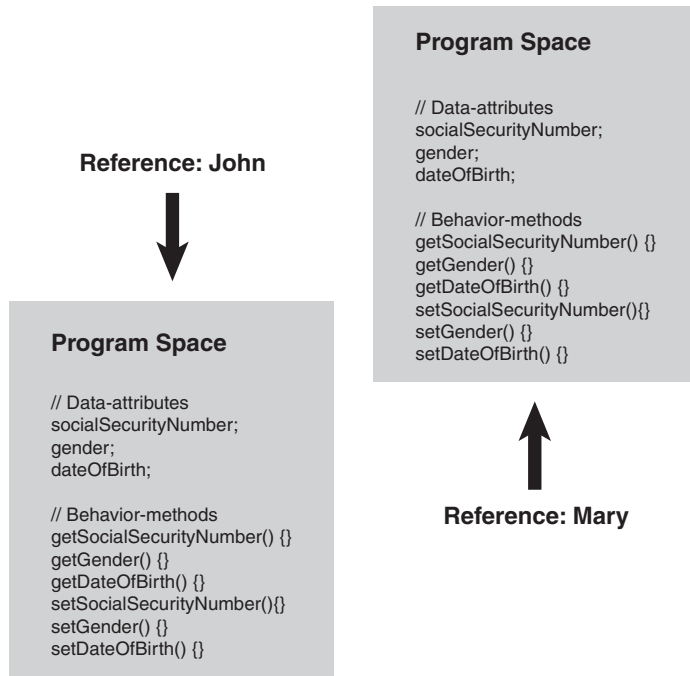 Reference: John
Program Space
// Data-attributes
socialSecurityNumber;
gender;
dateOfBirth;
// Behavior-methods
getSocialSecurityNumber() {}
getGender() {}
getDateOfBirth() {}
setSocialSecurityNumber(){}
setGender() {}
setDateOfBirth() {}
Program Space
// Data-attributes
socialSecurityNumber;
gender;
dateOfBirth;
// Behavior-methods
getSocialSecurityNumber() {}
getGender() {}
getDateOfBirth() {}
setSocialSecurityNumber(){}
setGender() {}
setDateOfBirth() {}
Reference: Mary